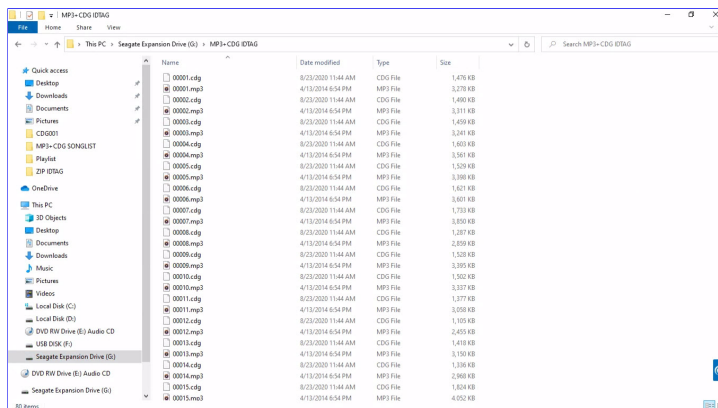 MP3+CDG IDTAG
File Home Share View
This PC > Seagate Expansion Drive (G:) > MP3+CDG IDTAG
Search MP3+CDG IDTAG
Name Date modified Type Size
Quick access
Desktop
Downloads
Documents
Pictures
CDG001
MP3+CDG SONGLIST
Playlist
ZIP IDTAG
OneDrive
This PC
3D Objects
Desktop
Documents
Downloads
Music
Pictures
Videos
Local Disk (C:)
Local Disk (D:)
DVD RW Drive (E:) Audio CD
USB DISK (F:)
Seagate Expansion Drive (G:)
DVD RW Drive (E:) Audio CD
Seagate Expansion Drive (G:)
00001.cdg 8/23/2020 11:44 AM CDG File 1,476 KB
00001.mp3 4/13/2014 6:54 PM MP3 File 3,278 KB
00002.cdg 8/23/2020 11:44 AM CDG File 1,490 KB
00002.mp3 4/13/2014 6:54 PM MP3 File 3,311 KB
00003.cdg 8/23/2020 11:44 AM CDG File 1,459 KB
00003.mp3 4/13/2014 6:54 PM MP3 File 3,241 KB
00004.cdg 8/23/2020 11:44 AM CDG File 1,603 KB
00004.mp3 4/13/2014 6:54 PM MP3 File 3,561 KB
00005.cdg 8/23/2020 11:44 AM CDG File 1,529 KB
00005.mp3 4/13/2014 6:54 PM MP3 File 3,398 KB
00006.cdg 8/23/2020 11:44 AM CDG File 1,621 KB
00006.mp3 4/13/2014 6:54 PM MP3 File 3,601 KB
00007.cdg 8/23/2020 11:44 AM CDG File 1,733 KB
00007.mp3 4/13/2014 6:54 PM MP3 File 3,850 KB
00008.cdg 8/23/2020 11:44 AM CDG File 1,287 KB
00008.mp3 4/13/2014 6:54 PM MP3 File 2,859 KB
00009.cdg 8/23/2020 11:44 AM CDG File 1,528 KB
00009.mp3 4/13/2014 6:54 PM MP3 File 3,395 KB
00010.cdg 8/23/2020 11:44 AM CDG File 1,502 KB
00010.mp3 4/13/2014 6:54 PM MP3 File 3,337 KB
00011.cdg 8/23/2020 11:44 AM CDG File 1,377 KB
00011.mp3 4/13/2014 6:54 PM MP3 File 3,058 KB
00012.cdg 8/23/2020 11:44 AM CDG File 1,105 KB
00012.mp3 4/13/2014 6:54 PM MP3 File 2,455 KB
00013.cdg 8/23/2020 11:44 AM CDG File 1,418 KB
00013.mp3 4/13/2014 6:54 PM MP3 File 3,150 KB
00014.cdg 8/23/2020 11:44 AM CDG File 1,336 KB
00014.mp3 4/13/2014 6:54 PM MP3 File 2,968 KB
00015.cdg 8/23/2020 11:44 AM CDG File 1,824 KB
00015.mp3 4/13/2014 6:54 PM MP3 File 4,052 KB
80 items